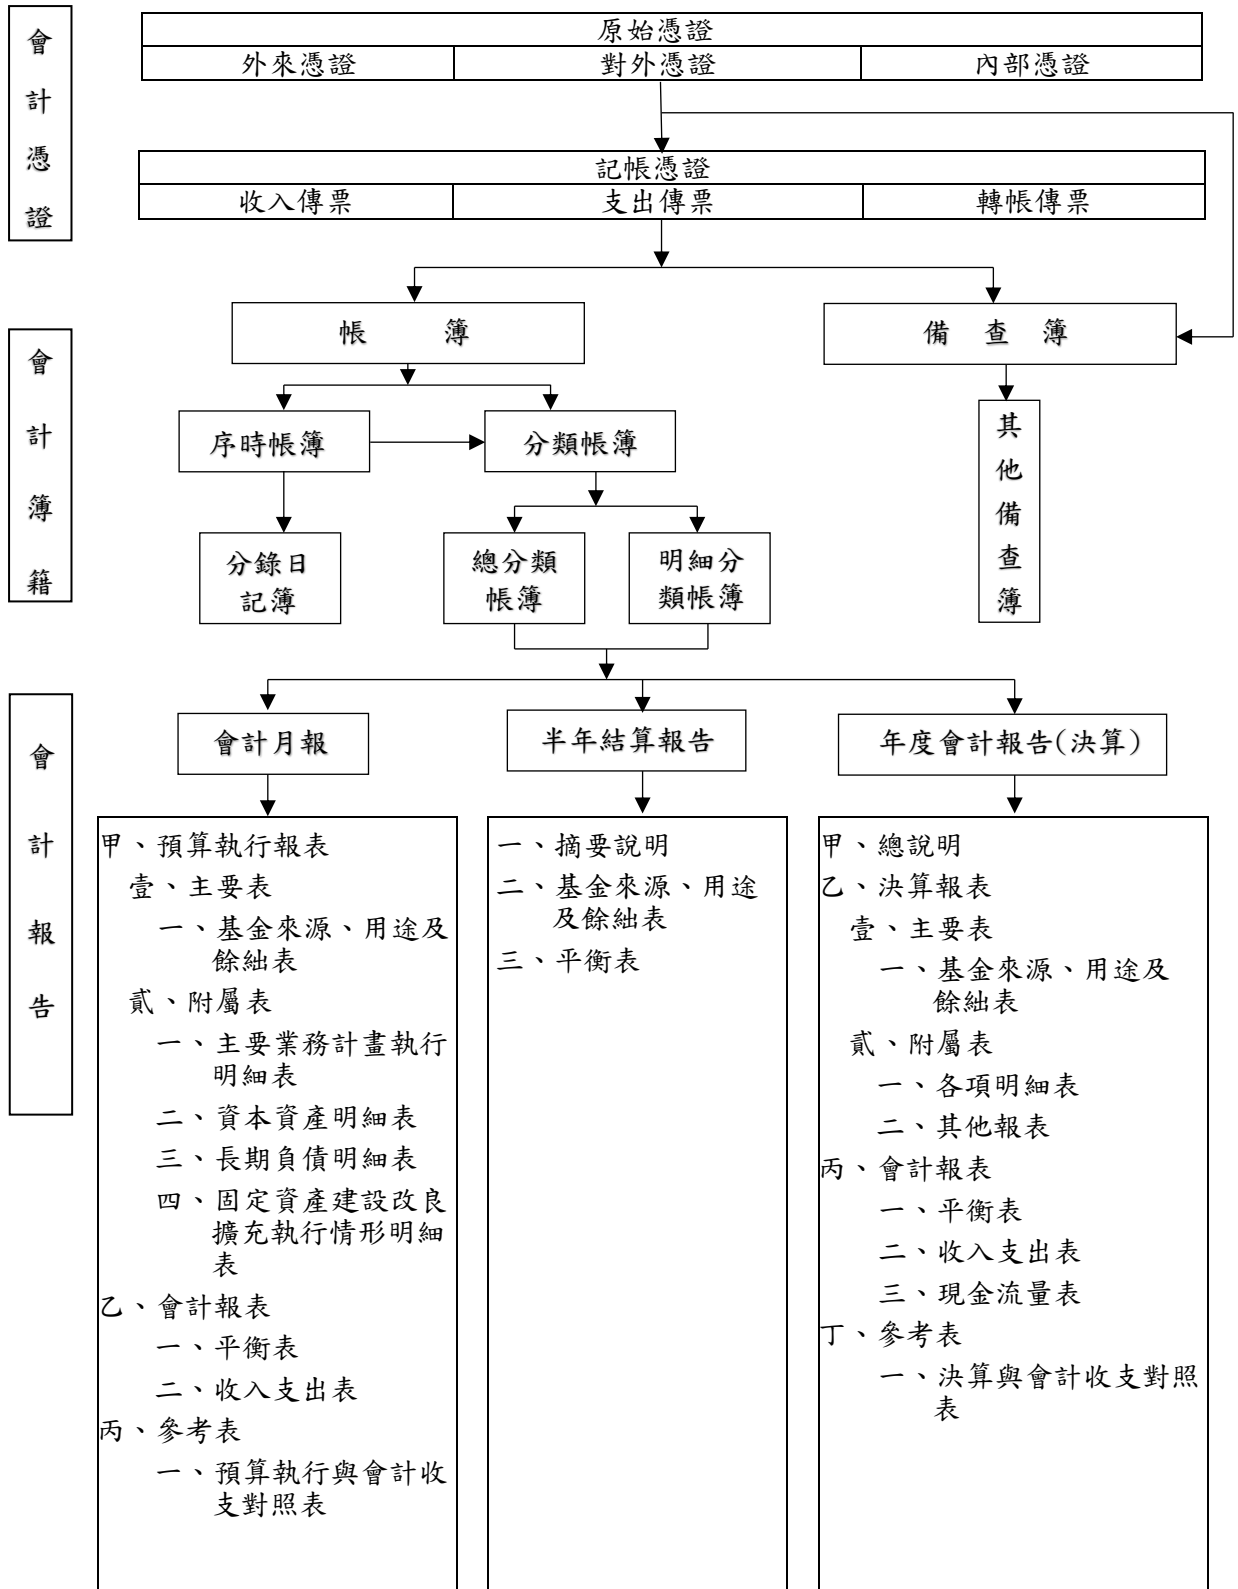 會計憑證
原始憑證
外來憑證 對外憑證 內部憑證
記帳憑證
收入傳票 支出傳票 轉帳傳票
會計簿籍
帳 簿
備 查 簿
序時帳簿
分類帳簿
其他備查簿
分錄日
記簿
總分類
帳簿
明細分
類帳簿
會計報告
會計月報
半年結算報告
年度會計報告(決算)
甲、預算執行報表
壹、主要表
一、基金來源、用途及
餘絀表
貳、附屬表
一、主要業務計畫執行
明細表
二、資本資產明細表
三、長期負債明細表
四、固定資產建設改良
擴充執行情形明細
表
乙、會計報表
一、平衡表
二、收入支出表
丙、參考表
一、預算執行與會計收
支對照表
一、摘要說明
二、基金來源、用途
及餘絀表
三、平衡表
甲、總說明
乙、決算報表
壹、主要表
一、基金來源、用途及
餘絀表
貳、附屬表
一、各項明細表
二、其他報表
丙、會計報表
一、平衡表
二、收入支出表
三、現金流量表
丁、參考表
一、決算與會計收支對照
表